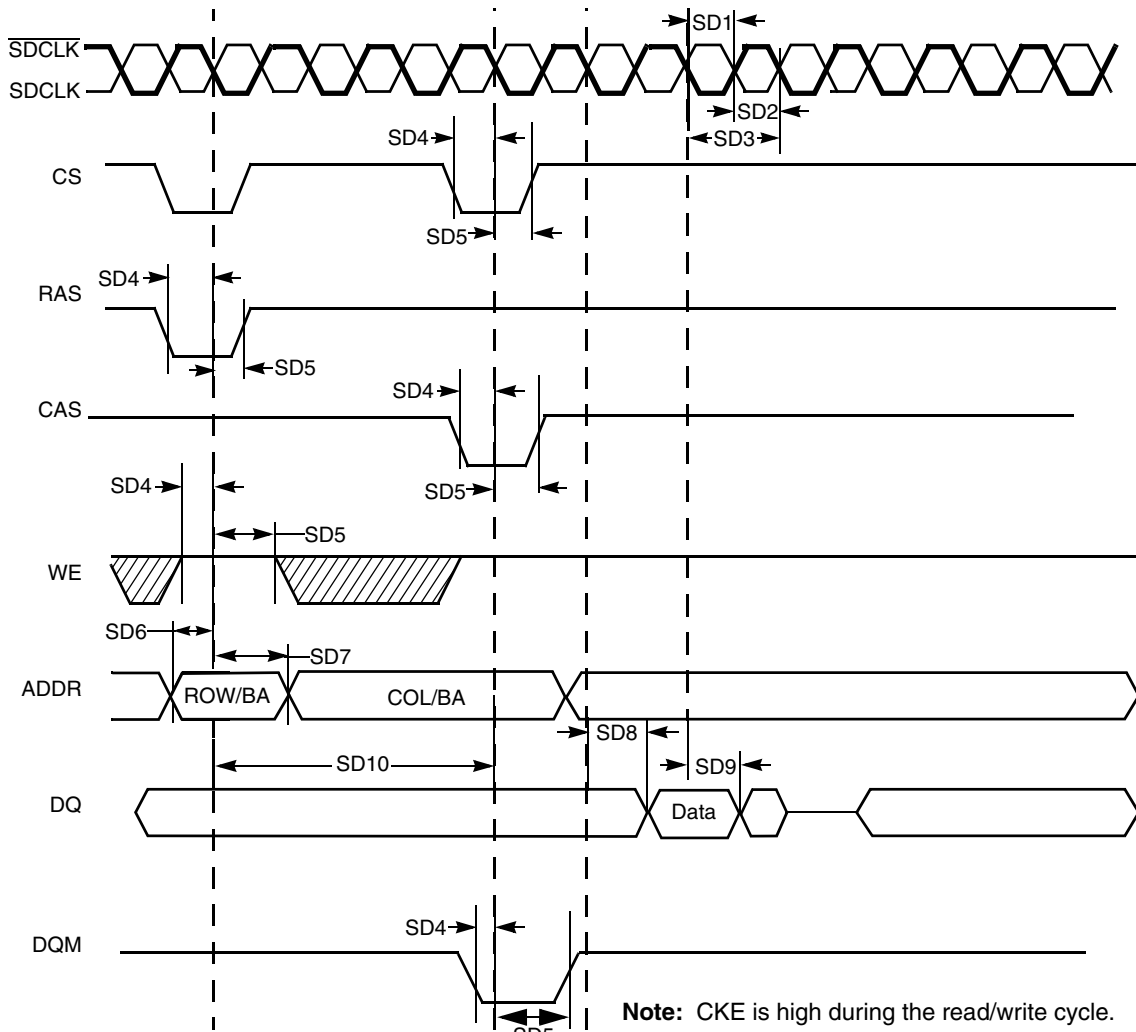 SD1
SDCLK
SDCLK
SD2
SD4
SD3
CS
SD5
SD4
RAS
SD5
SD4
CAS
SD4
SD5
SD5
WE
SD6
SD7
ADDR
ROW/BA
COL/BA
SD8
SD10
SD9
DQ
Data
SD4
DQM
Note: CKE is high during the read/write cycle.
SD5